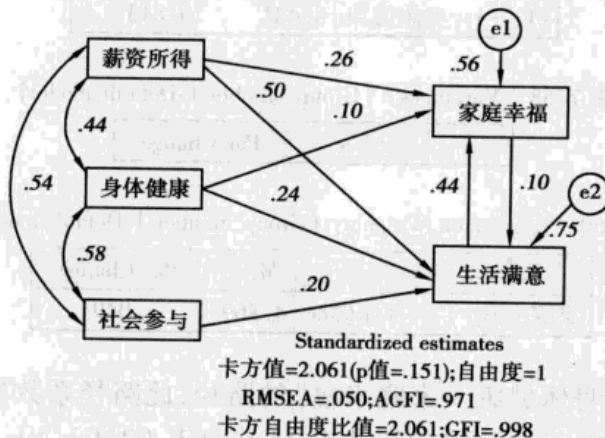 e1
薪资所得
.26
.56
.50
家庭幸福
.44
.10
.54
身体健康
.24
.44
.10
e2
.75
.58
生活满意
.20
社会参与
Standardized estimates
卡方值=2.061(p值=.151);自由度=1
RMSEA=.050;AGFI=.971
卡方自由度比值=2.061;GFI=.998